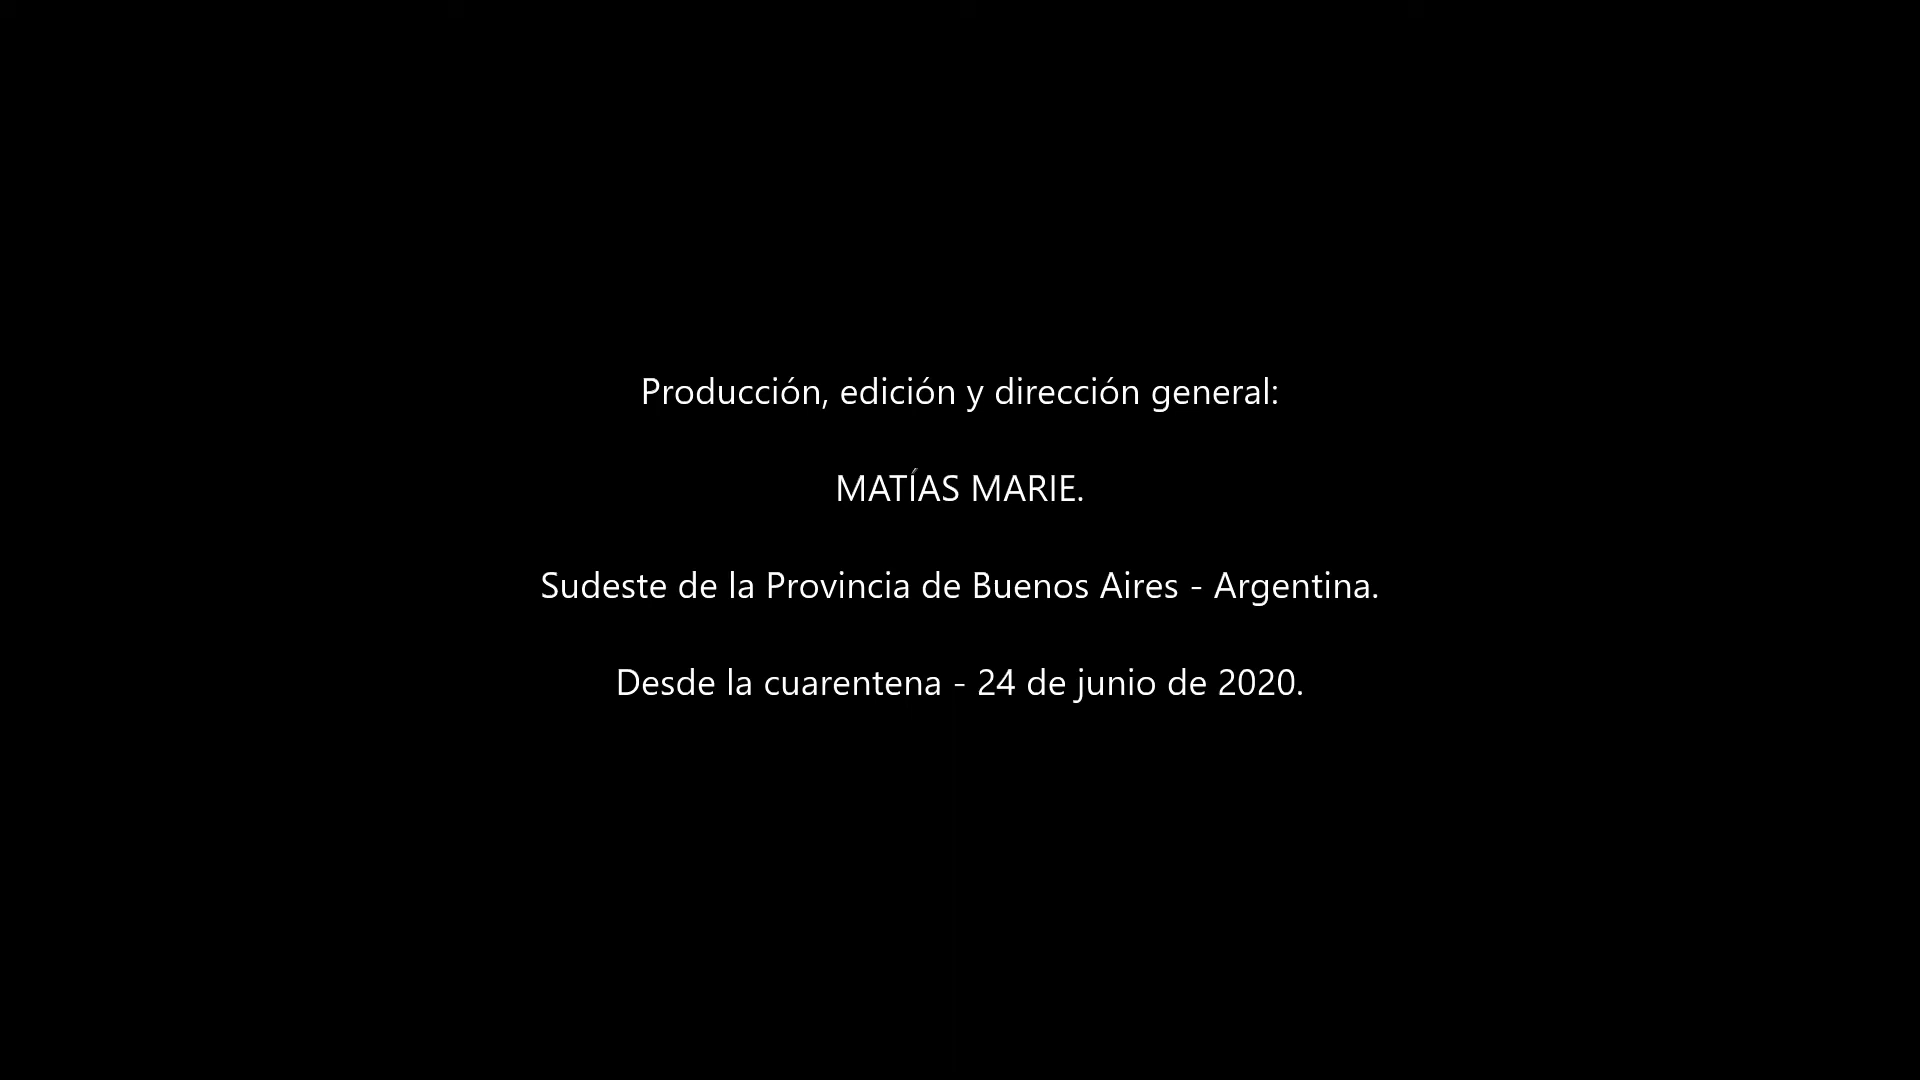 Producción, edición y dirección general:
MATÍAS MARIE.
Sudeste de la Provincia de Buenos Aires - Argentina.
Desde la cuarentena - 24 de junio de 2020.